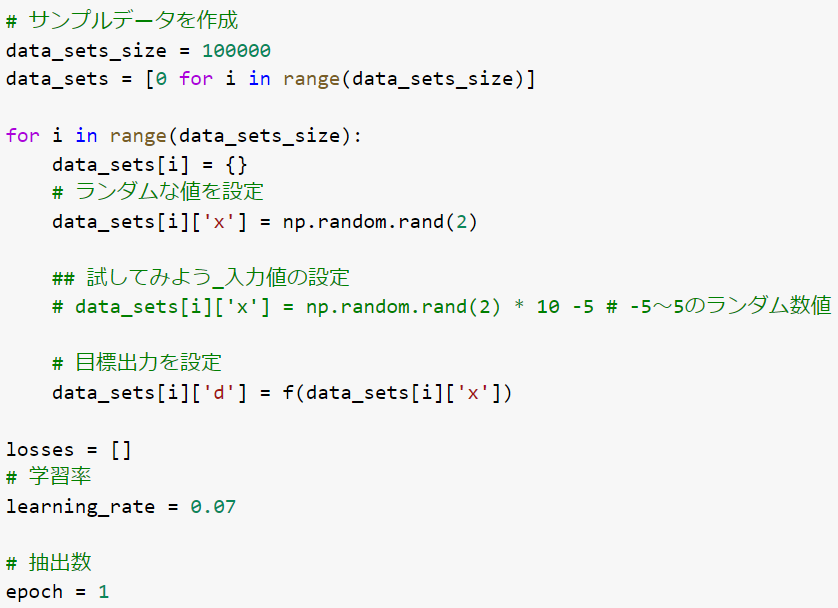 # サンプルデータを作成
data_sets_size = 100000
data_sets = [0 for i in range(data_sets_size)]

for i in range(data_sets_size):
    data_sets[i] = {}
    # ランダムな値を設定
    data_sets[i]['x'] = np.random.rand(2)

    ## 試してみよう_入力値の設定
    # data_sets[i]['x'] = np.random.rand(2) * 10 -5 # -5～5のランダム数値

    # 目標出力を設定
    data_sets[i]['d'] = f(data_sets[i]['x'])

losses = []
# 学習率
learning_rate = 0.07

# 抽出数
epoch = 1